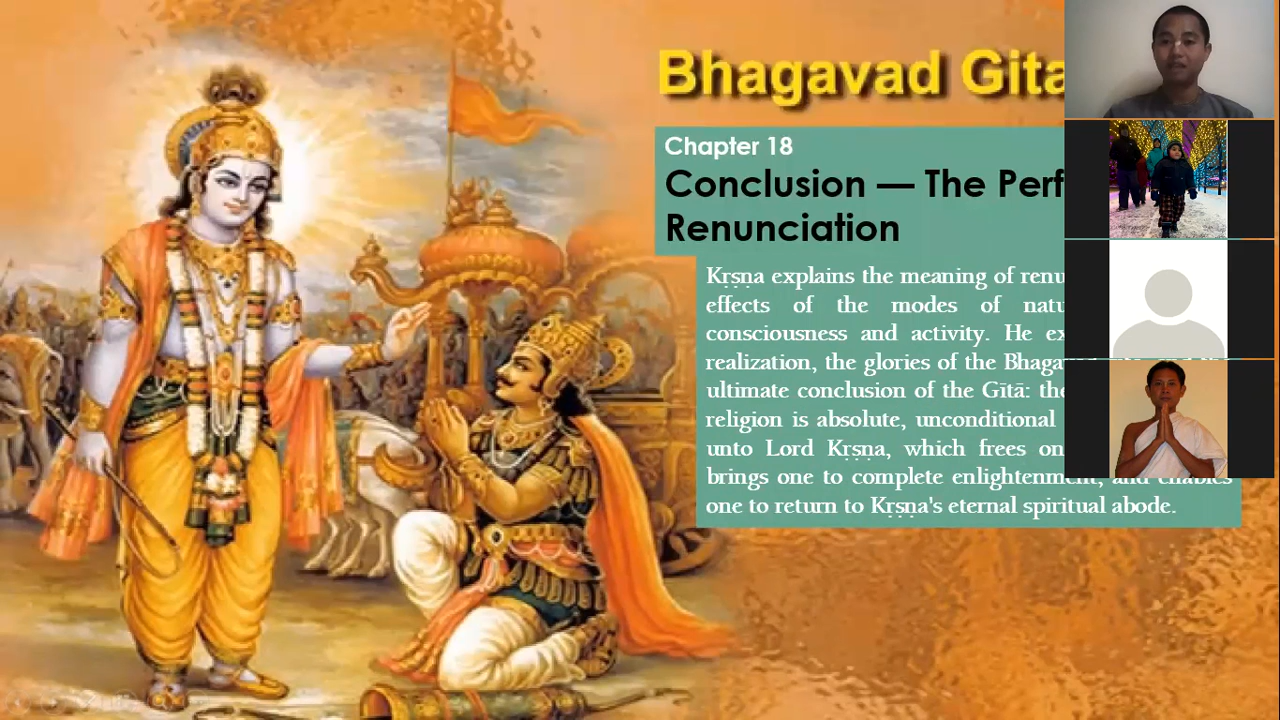 Bhagavad Gita
Chapter 18
Conclusion — The Perf
Renunciation
Kṛṣṇa explains the meaning of renu
effects of the modes of natu
consciousness and activity. He ex
realization, the glories of the Bhaga
ultimate conclusion of the Gītā: the
religion is absolute, unconditional
unto Lord Kṛṣṇa, which frees on
brings one to complete enlightenment, and enables
one to return to Kṛṣṇa's eternal spiritual abode.